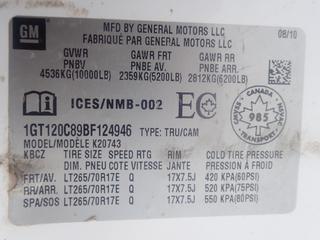 GM
MFD BY GENERAL MOTORS LLC
FABRIQUÉ PAR GENERAL MOTORS LLC
08/10
GVWR GAWR FRT GAWR RR
PNBV PNBE AVT PNBE ARR
4536KG(10000LB) 2359KG(5200LB) 2812KG(6200LB)
ICES/NMB-002 EC
CANADA
985
TRANSPORT
1GT120C89BF124946 TYPE: TRU/CAM
MODEL/MODÈLE K20743
KBCZ TIRE SIZE SPEED RTG RIM COLD TIRE PRESSURE
DIM. PNEU COTE VITESSE JANTE PRESSION À FROID
FRT/AV. LT265/70R17E Q 17X7.5J 420 KPA(60PSI)
RR/ARR. LT265/70R17E Q 17X7.5J 520 KPA(75PSI)
SPA/SOS LT265/70R17E Q 17X7.5J 550 KPA(80PSI)